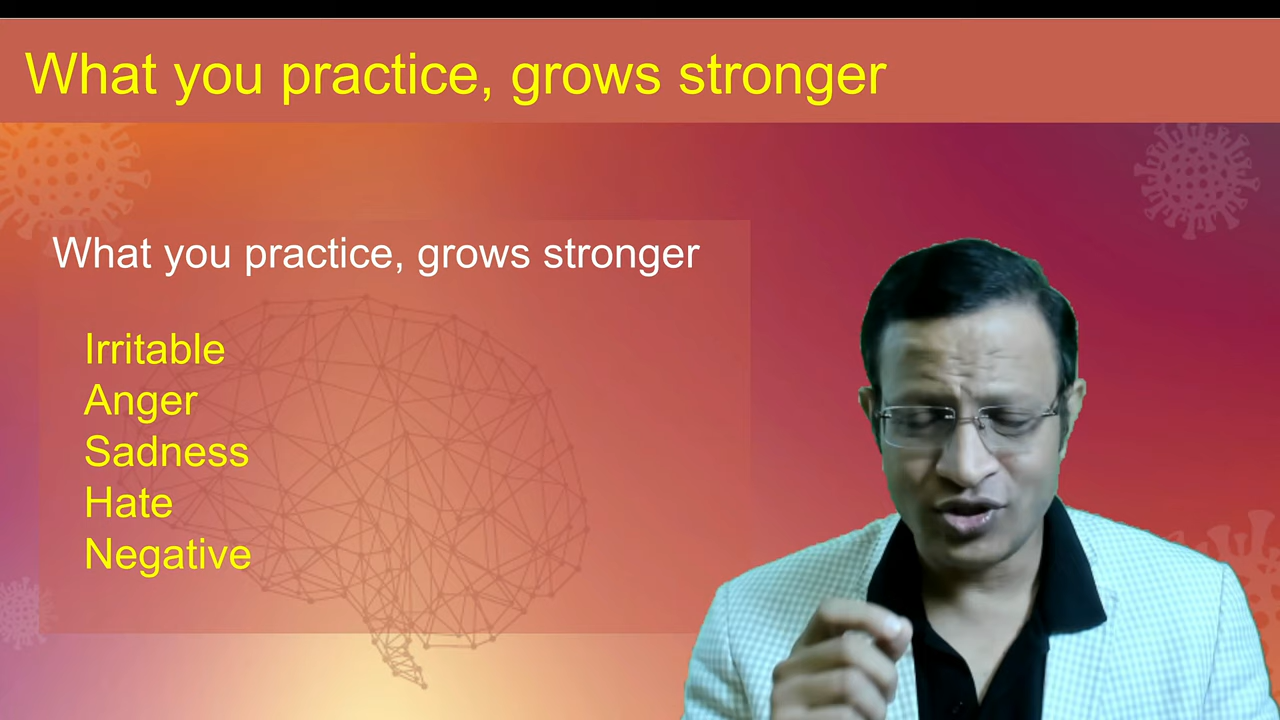 What you practice, grows stronger
What you practice, grows stronger
Irritable
Anger
Sadness
Hate
Negative